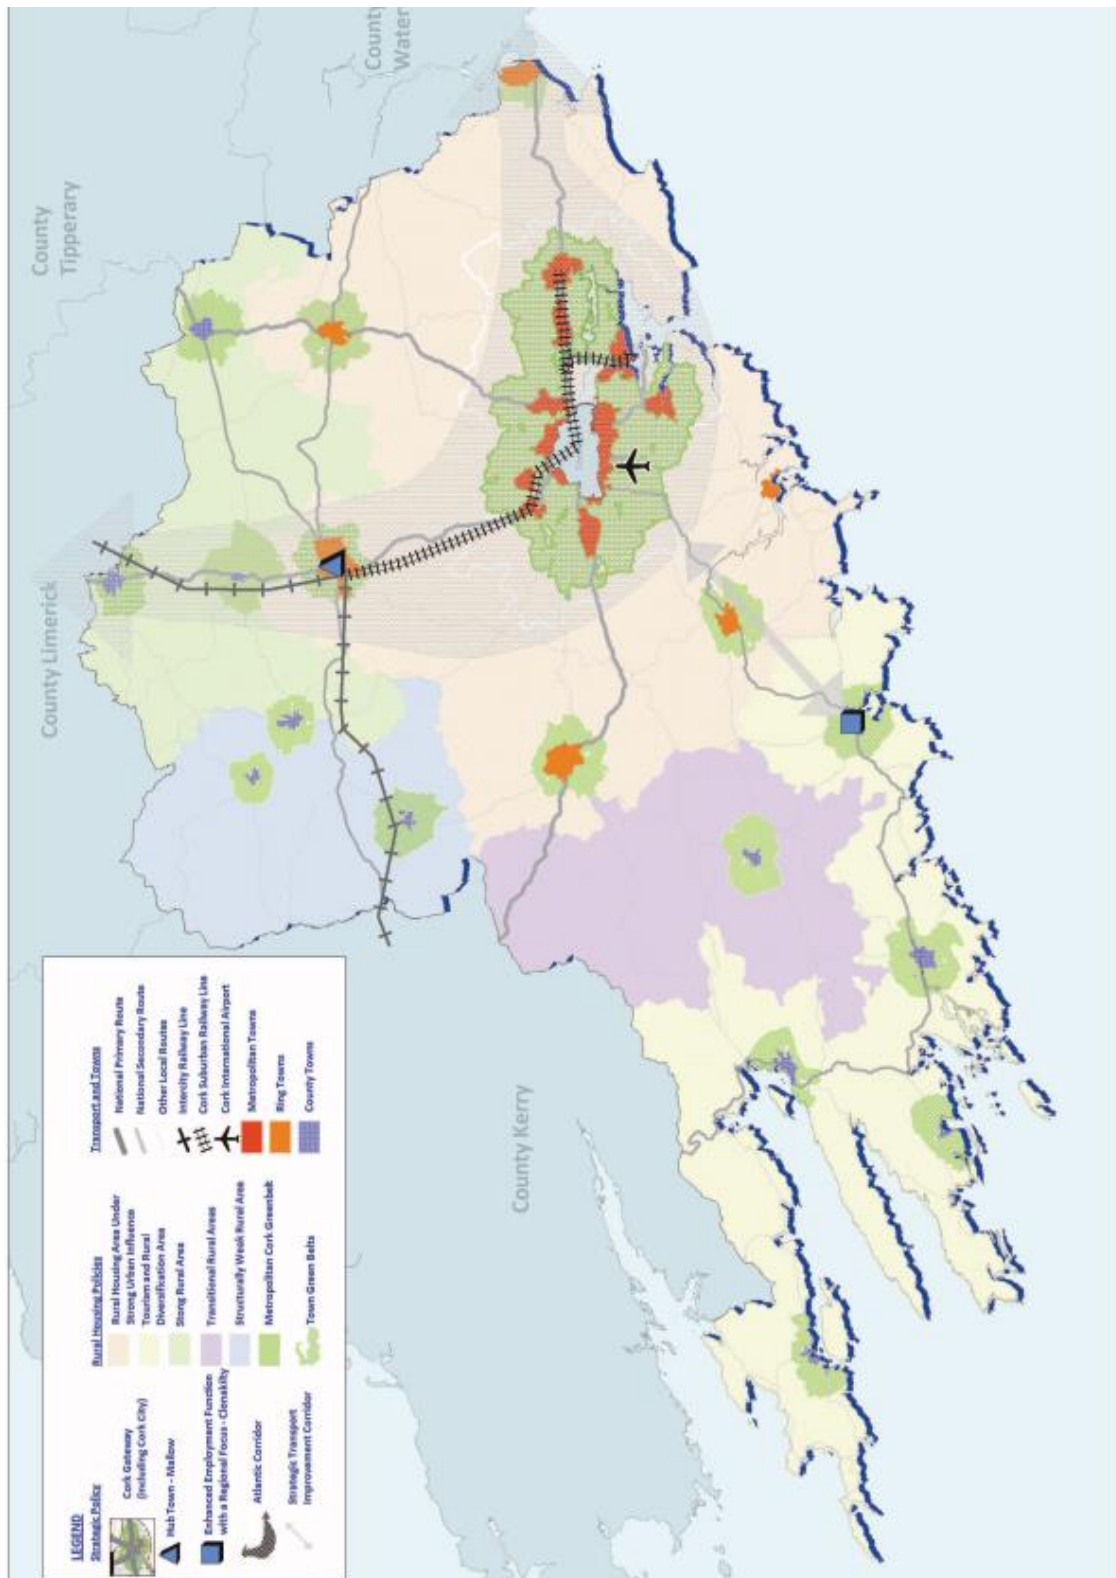 County
Water
County
Tipperary
County Limerick
County Kerry
LEGEND
Strategic Policy
Cork Gateway
(Including Cork City)
Hub Town - Mallow
Enhanced Employment Function
with a Regional Focus - Clonakilty
Atlantic Corridor
Strategic Transport
Improvement Corridor
Rural Housing Policies
Rural Housing Area Under
Strong Urban Influence
Tourism and Rural
Diversification Area
Stong Rural Area
Transitional Rural Areas
Structurally Week Rural Area
Metropolitan Cork Greenbelt
Town Green Belts
Transport and Towns
National Primary Route
National Secondary Route
Other Local Routes
Intercity Railway Line
Cork Suburban Railway Line
Cork International Airport
Metropolitan Towns
Ring Towns
County Towns